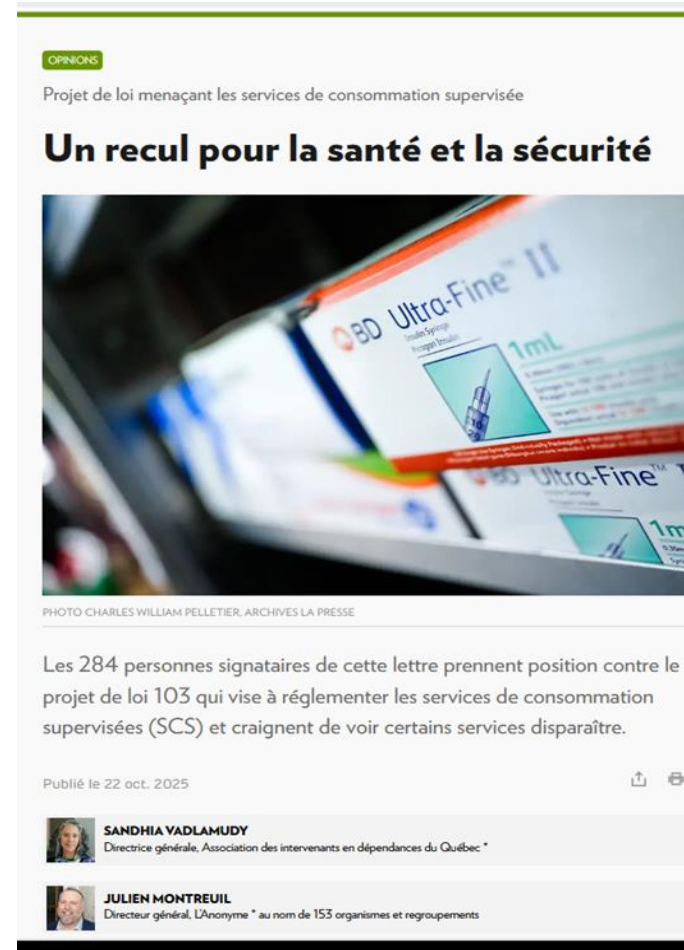 OPINIONS
Projet de loi menaçant les services de consommation supervisée
Un recul pour la santé et la sécurité
BD Ultra-Fine™ II
Insulin Syringe
1mL
Ultra-Fine™
1m
PHOTO CHARLES WILLIAM PELLETIER, ARCHIVES LA PRESSE
Les 284 personnes signataires de cette lettre prennent position contre le
projet de loi 103 qui vise à réglementer les services de consommation
supervisées (SCS) et craignent de voir certains services disparaître.
Publié le 22 oct. 2025
SANDHIA VADLAMUDY
Directrice générale, Association des intervenants en dépendances du Québec *
JULIEN MONTREUIL
Directeur général, L'Anonyme * au nom de 153 organismes et regroupements